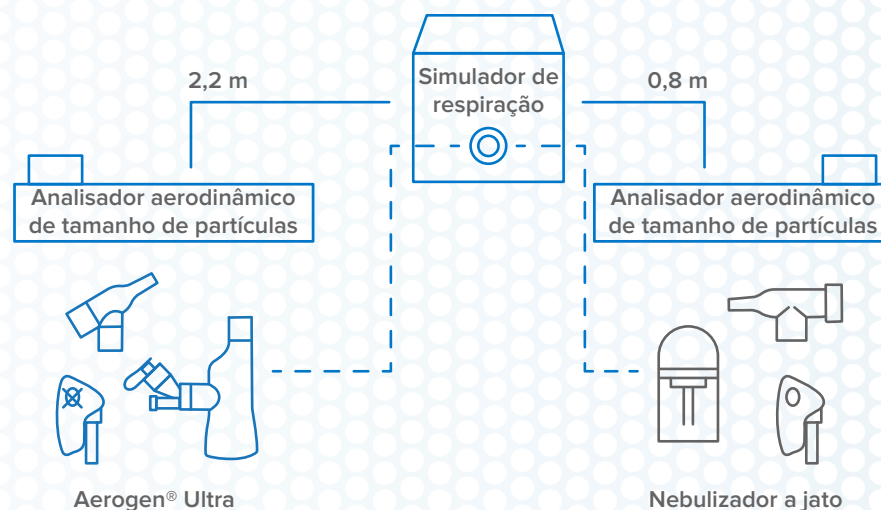 2,2 m
Simulador de
respiração
0,8 m
Analisador aerodinâmico
de tamanho de partículas
Analisador aerodinâmico
de tamanho de partículas
Aerogen® Ultra
Nebulizador a jato